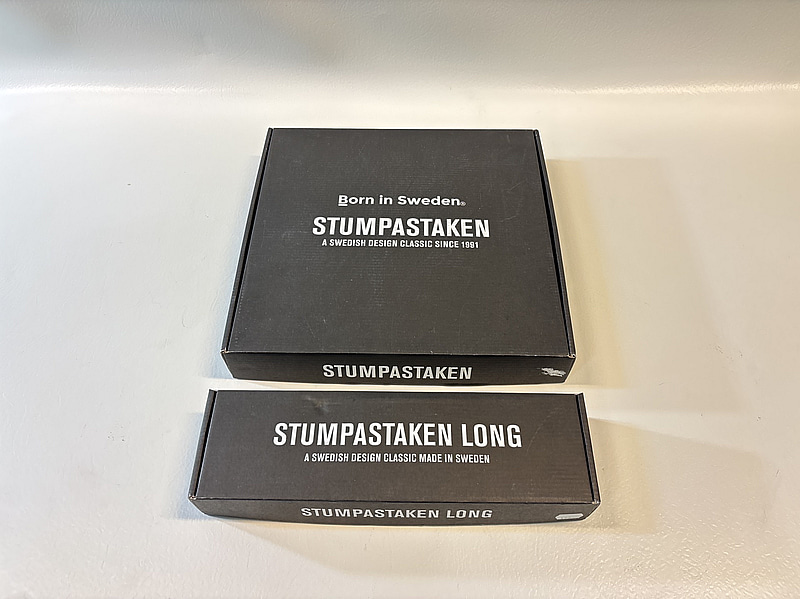 Born in Sweden®
STUMPASTAKEN
A SWEDISH DESIGN CLASSIC SINCE 1991
STUMPASTAKEN
STUMPASTAKEN LONG
A SWEDISH DESIGN CLASSIC MADE IN SWEDEN
STUMPASTAKEN LONG